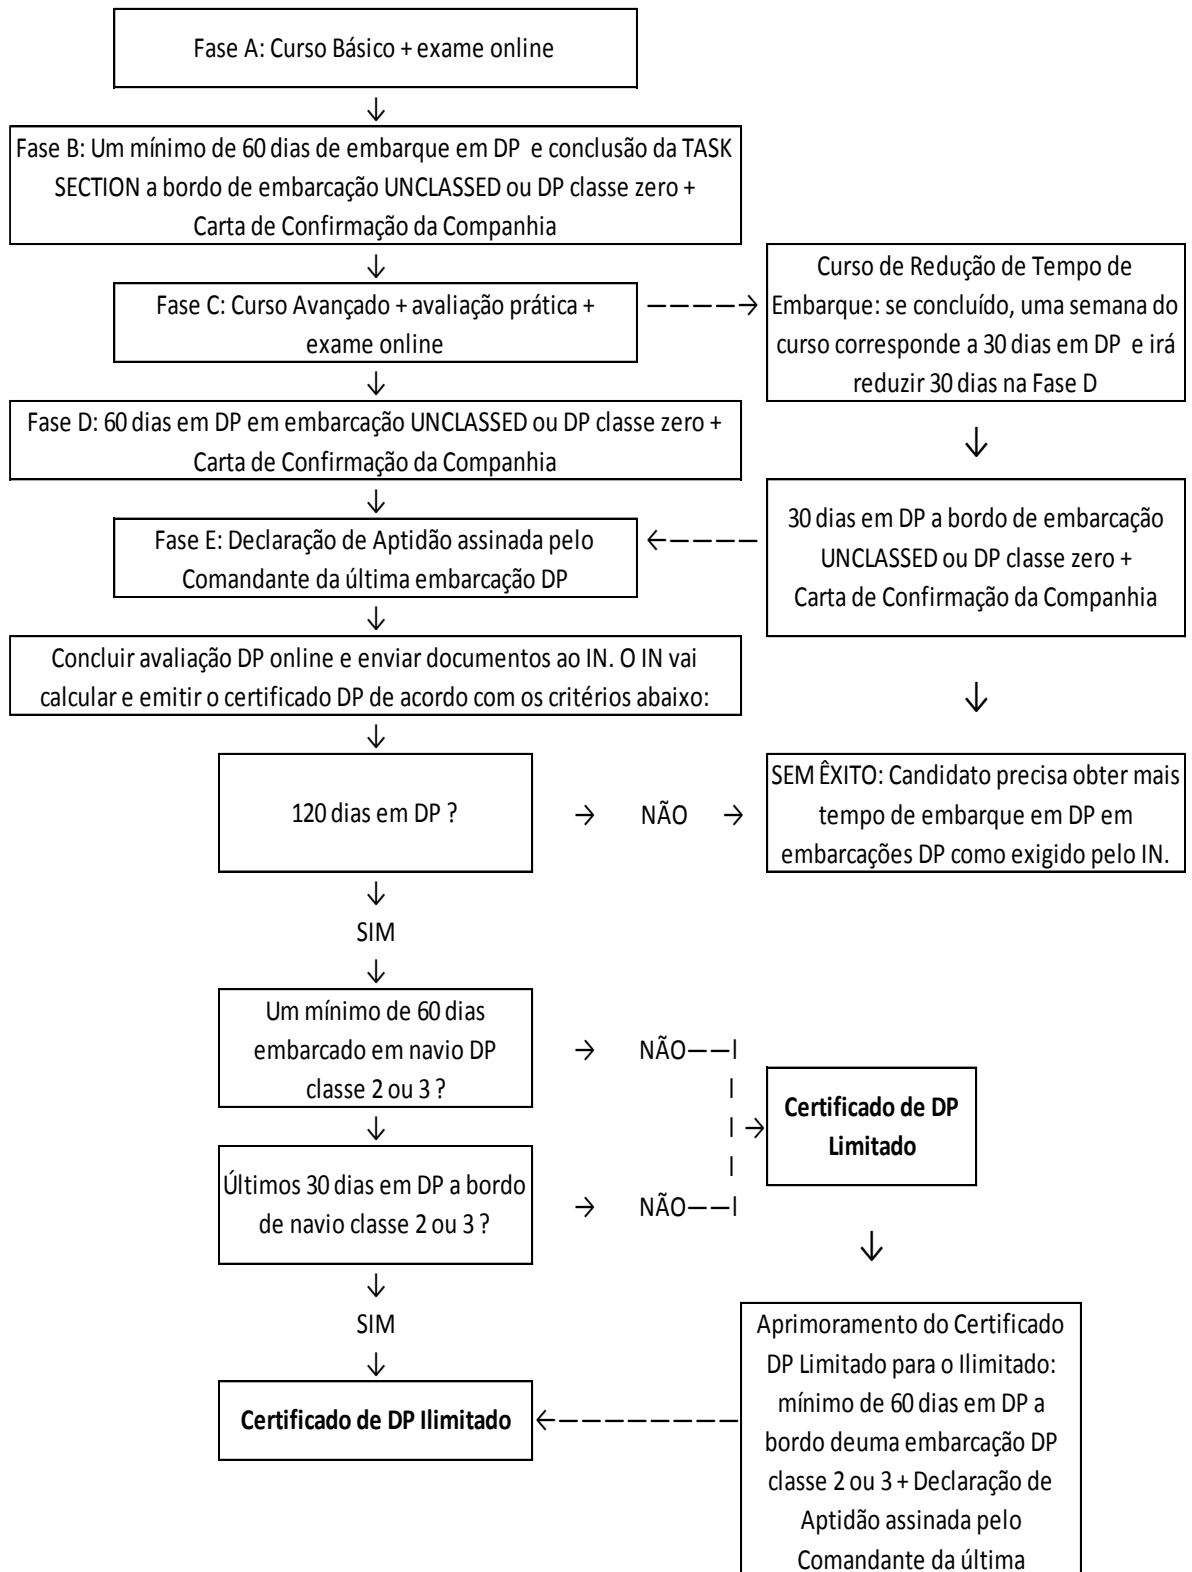 Fase A: Curso Básico + exame online
Fase B: Um mínimo de 60 dias de embarque em DP e conclusão da TASK
SECTION a bordo de embarcação UNCLASSED ou DP classe zero +
Carta de Confirmação da Companhia
Fase C: Curso Avançado + avaliação prática +
exame online
Curso de Redução de Tempo de
Embarque: se concluído, uma semana do
curso corresponde a 30 dias em DP e irá
reduzir 30 dias na Fase D
Fase D: 60 dias em DP em embarcação UNCLASSED ou DP classe zero +
Carta de Confirmação da Companhia
30 dias em DP a bordo de embarcação
UNCLASSED ou DP classe zero +
Carta de Confirmação da Companhia
Fase E: Declaração de Aptidão assinada pelo
Comandante da última embarcação DP
Concluir avaliação DP online e enviar documentos ao IN. O IN vai
calcular e emitir o certificado DP de acordo com os critérios abaixo:
120 dias em DP ?
NÃO
SEM ÊXITO: Candidato precisa obter mais
tempo de embarque em DP em
embarcações DP como exigido pelo IN.
SIM
Um mínimo de 60 dias
embarcado em navio DP
classe 2 ou 3 ?
NÃO
Certificado de DP
Limitado
Últimos 30 dias em DP a bordo
de navio classe 2 ou 3 ?
NÃO
SIM
Certificado de DP Ilimitado
Aprimoramento do Certificado
DP Limitado para o Ilimitado:
mínimo de 60 dias em DP a
bordo deuma embarcação DP
classe 2 ou 3 + Declaração de
Aptidão assinada pelo
Comandante da última